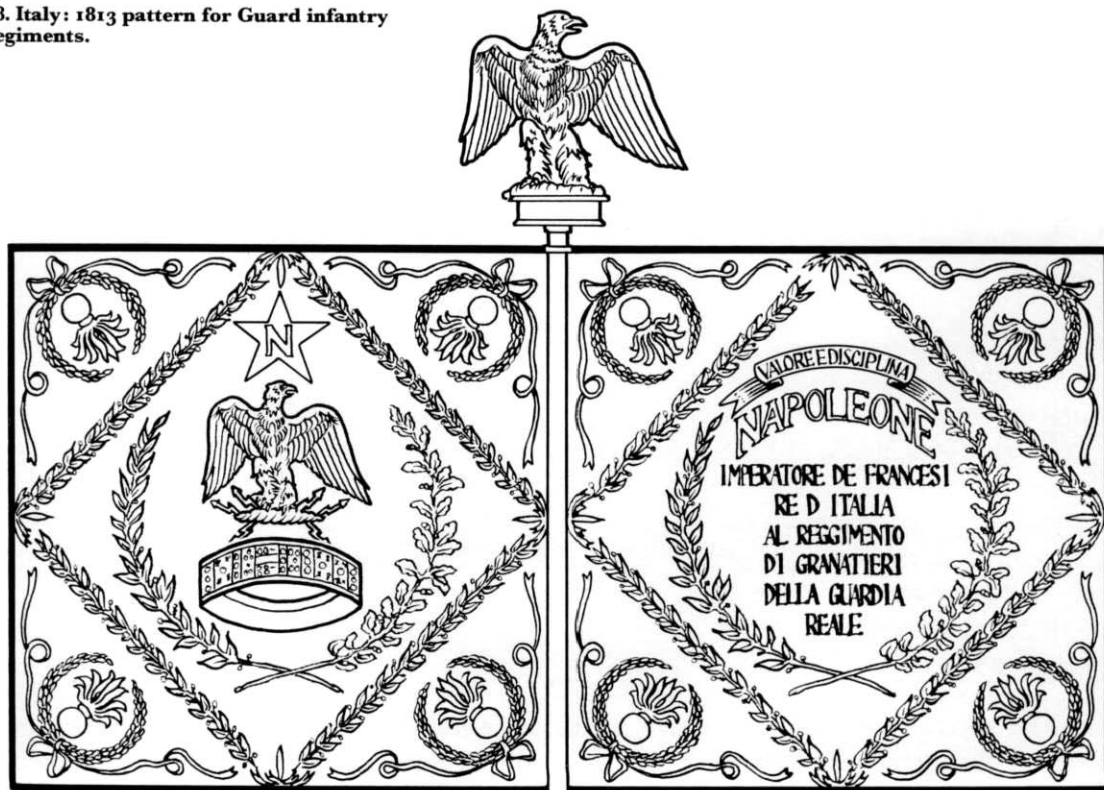 8. Italy: 1813 pattern for Guard infantry
egiments.
N
VALORE E DISCIPLINA
NAPOLEONE
IMPERATORE DE FRANCESI
RE D ITALIA
AL REGGIMENTO
DI GRANATIERI
DELLA GUARDIA
REALE